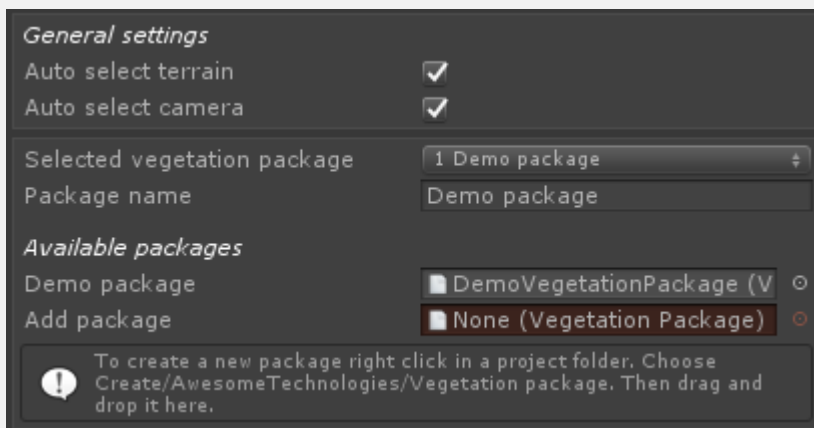 General settings
Auto select terrain
Auto select camera
Selected vegetation package 1 Demo package
Package name Demo package
Available packages
Demo package DemoVegetationPackage (V
Add package None (Vegetation Package)
To create a new package right click in a project folder. Choose
Create/AwesomeTechnologies/Vegetation package. Then drag and
drop it here.